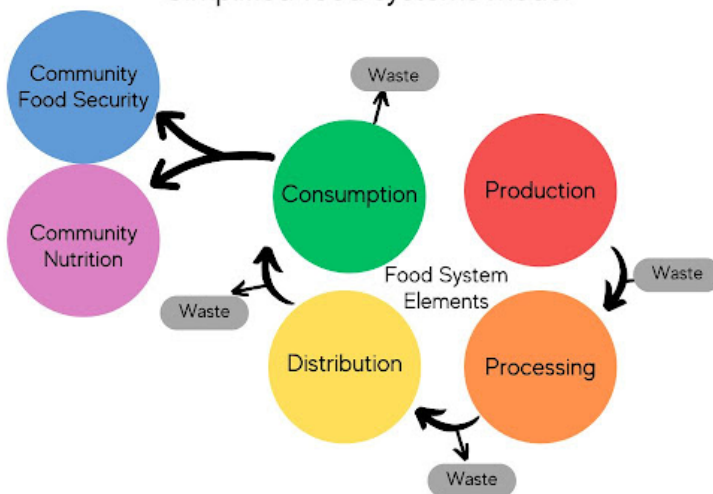 Community
Food Security
Waste
Consumption
Production
Community
Nutrition
Food System
Elements
Waste
Waste
Distribution
Processing
Waste